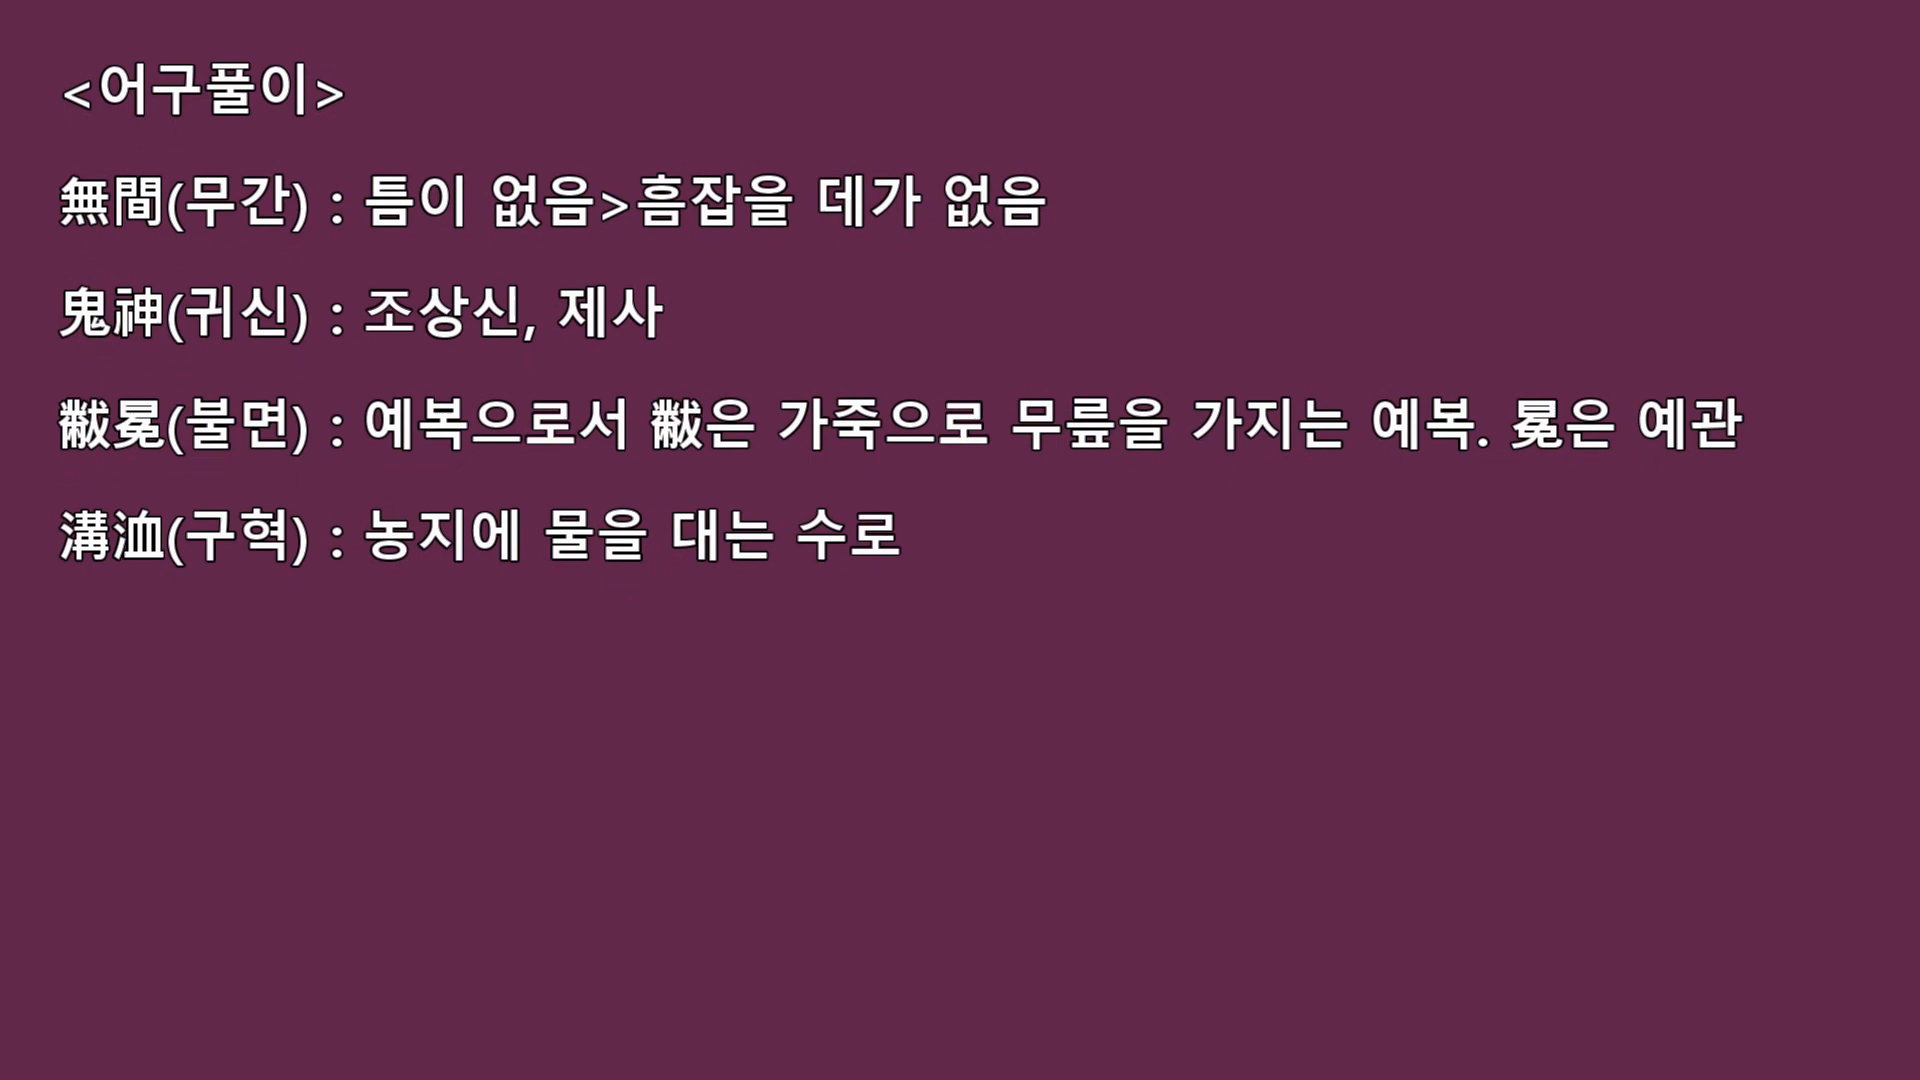 <어구풀이>
無間(무간) : 틈이 없음>흠잡을 데가 없음
鬼神(귀신) : 조상신, 제사
黻冕(불면) : 예복으로서 黻은 가죽으로 무릎을 가지는 예복. 冕은 예관
溝洫(구혁) : 농지에 물을 대는 수로